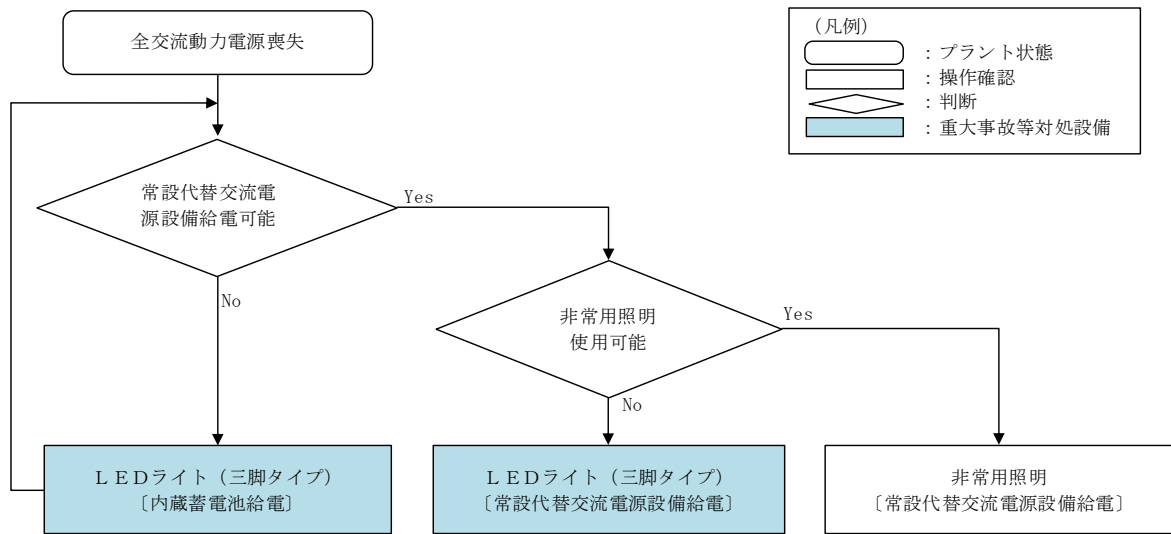 全交流動力電源喪失
(凡例)
：プラント状態
：操作確認
：判断
：重大事故等対処設備
常設代替交流電
源設備給電可能
Yes
No
非常用照明
使用可能
Yes
No
ＬＥＤライト（三脚タイプ）
〔内蔵蓄電池給電〕
ＬＥＤライト（三脚タイプ）
〔常設代替交流電源設備給電〕
非常用照明
〔常設代替交流電源設備給電〕